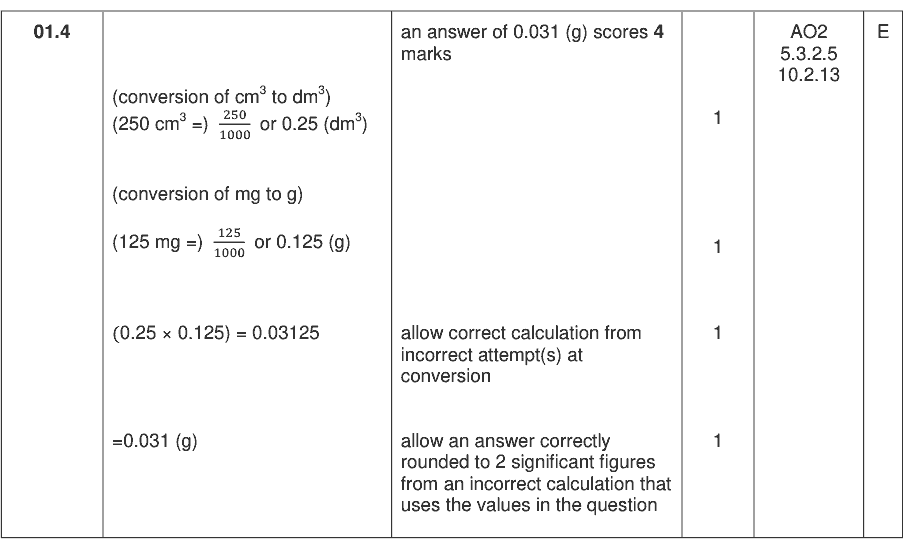 01.4
an answer of 0.031 (g) scores 4
marks
AO2
5.3.2.5
10.2.13
E
(conversion of cm³ to dm³)
(250 cm³ =) 250/1000 or 0.25 (dm³)
1
(conversion of mg to g)
(125 mg =) 125/1000 or 0.125 (g)
1
(0.25 × 0.125) = 0.03125
allow correct calculation from
incorrect attempt(s) at
conversion
1
=0.031 (g)
allow an answer correctly
rounded to 2 significant figures
from an incorrect calculation that
uses the values in the question
1